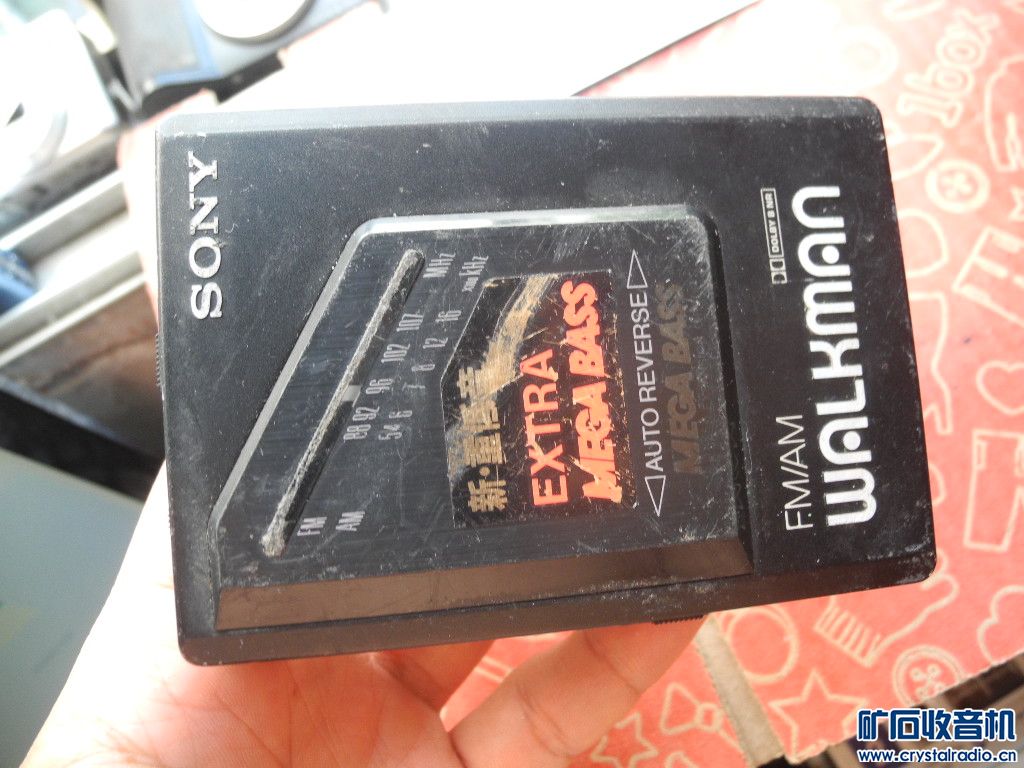 SONY
FM 88 92 96 102 107 MHz
AM 54 6 7 8 12 16 ×10kHz
新·重低音
EXTRA
MEGA BASS
AUTO REVERSE
MEGA BASS
DOLBY B NR
FM/AM
WALKMAN
1box
矿石收音机
www.crystalradio.cn